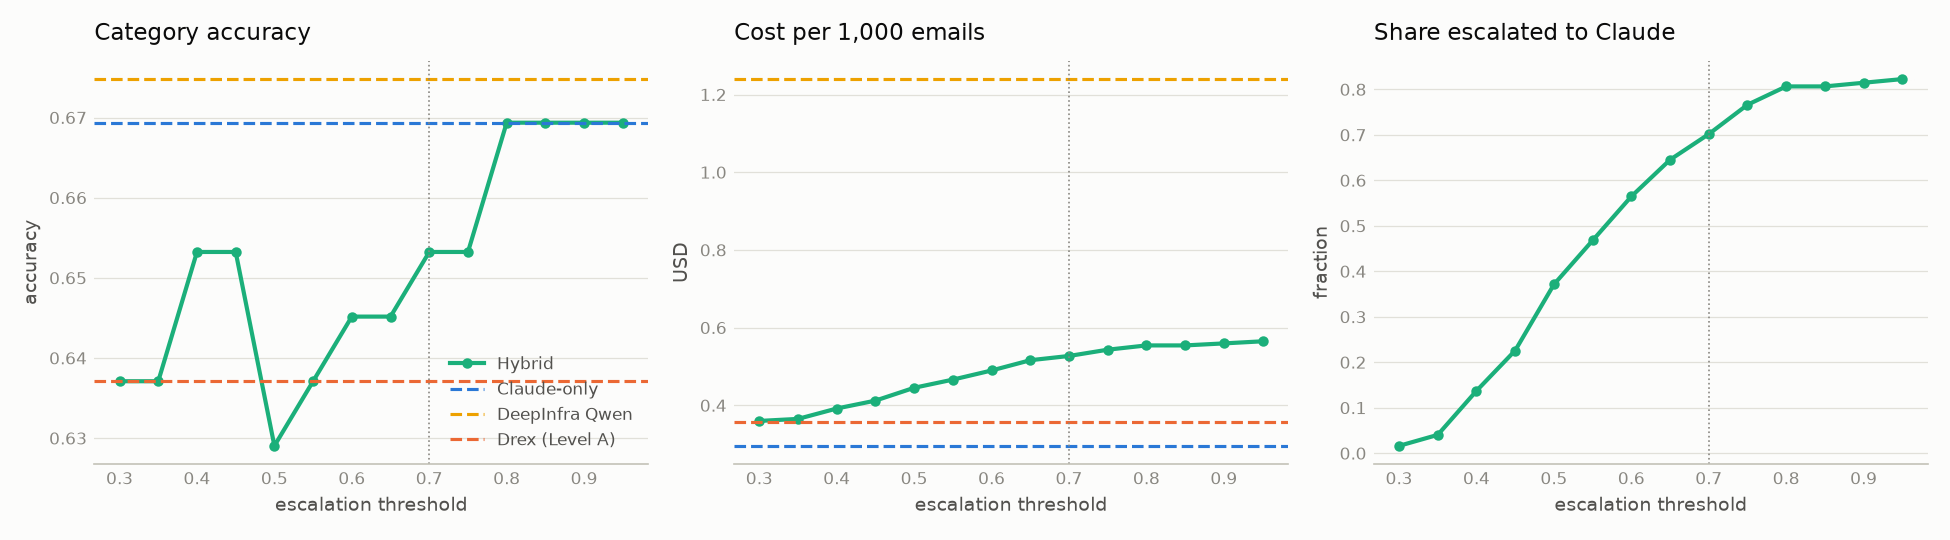 Category accuracy
accuracy
0.67
0.66
0.65
0.64
0.63
0.3 0.4 0.5 0.6 0.7 0.8 0.9
escalation threshold
Hybrid
Claude-only
DeepInfra Qwen
Drex (Level A)
Cost per 1,000 emails
USD
1.2
1.0
0.8
0.6
0.4
0.3 0.4 0.5 0.6 0.7 0.8 0.9
escalation threshold
Share escalated to Claude
fraction
0.8
0.7
0.6
0.5
0.4
0.3
0.2
0.1
0.0
0.3 0.4 0.5 0.6 0.7 0.8 0.9
escalation threshold